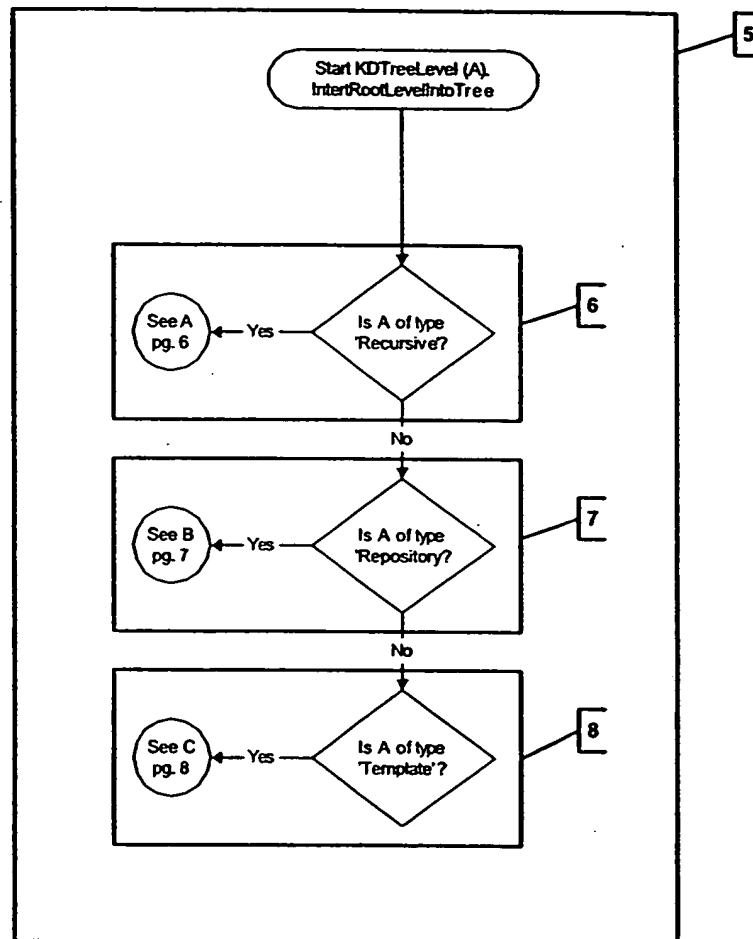 5
Start KDTreeLevel (A).
IntertRootLevelIntoTree
6
See A
pg. 6
Yes
Is A of type
'Recursive'?
No
7
See B
pg. 7
Yes
Is A of type
'Repository'?
No
8
See C
pg. 8
Yes
Is A of type
'Template'?